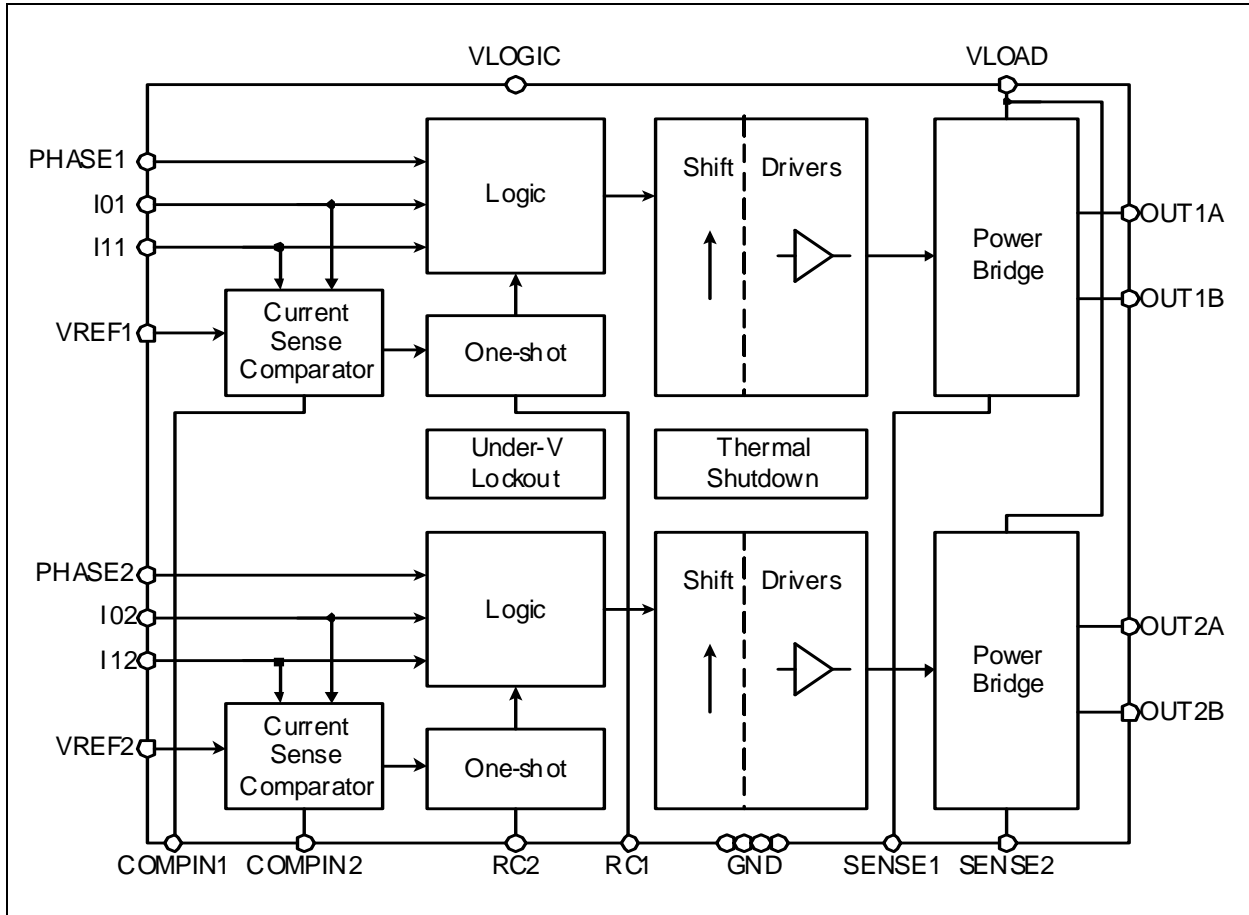 VLOGIC
VLOAD
PHASE1
I01
I11
VREF1
Logic
Shift
Drivers
Power
Bridge
OUT1A
OUT1B
Current
Sense
Comparator
One-shot
Under-V
Lockout
Thermal
Shutdown
PHASE2
I02
I12
VREF2
Logic
Shift
Drivers
Power
Bridge
OUT2A
OUT2B
Current
Sense
Comparator
One-shot
COMPIN1
COMPIN2
RC2
RC1
GND
SENSE1
SENSE2